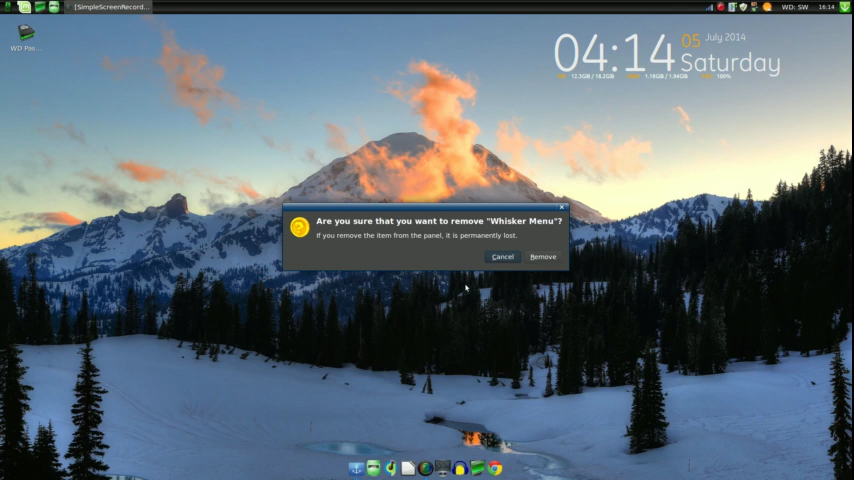 [SimpleScreenRecord...
WD: SW
16:14
WD Pas...
04:14
05 July 2014
Saturday
12.3GB / 18.2GB
1.19GB / 1.94GB
100%
Are you sure that you want to remove "Whisker Menu"?
If you remove the item from the panel, it is permanently lost.
Cancel
Remove